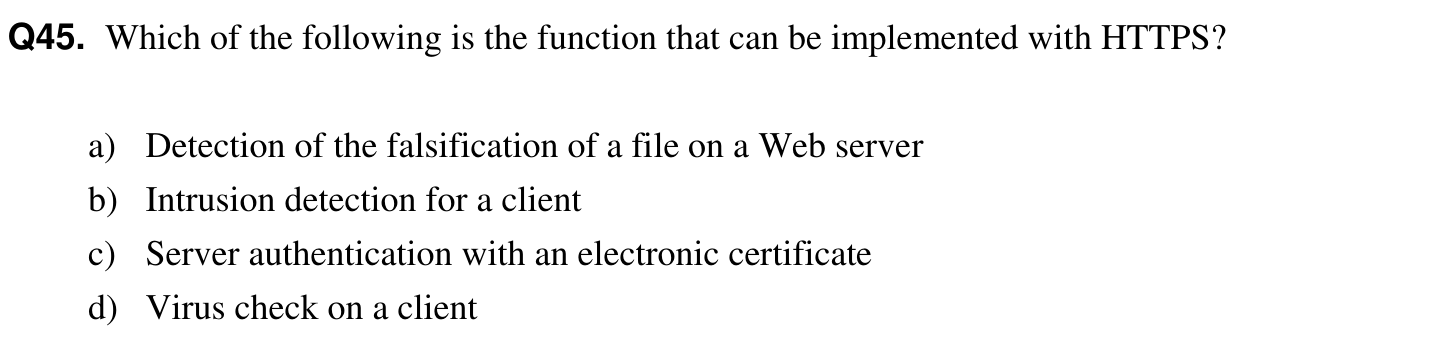 Q45. Which of the following is the function that can be implemented with HTTPS?
a) Detection of the falsification of a file on a Web server
b) Intrusion detection for a client
c) Server authentication with an electronic certificate
d) Virus check on a client